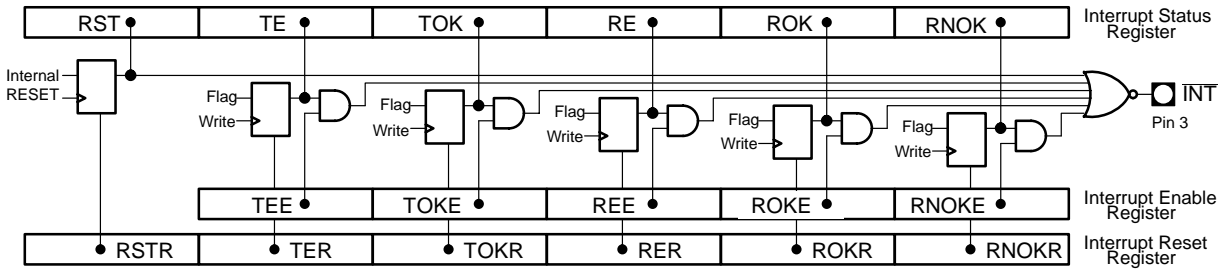 RST TE TOK RE ROK RNOK Interrupt Status
Register
Internal
RESET
Flag
Write
Flag
Write
Flag
Write
Flag
Write
Flag
Write
INT
Pin 3
TEE TOKE REE ROKE RNOKE Interrupt Enable
Register
RSTR TER TOKR RER ROKR RNOKR Interrupt Reset
Register